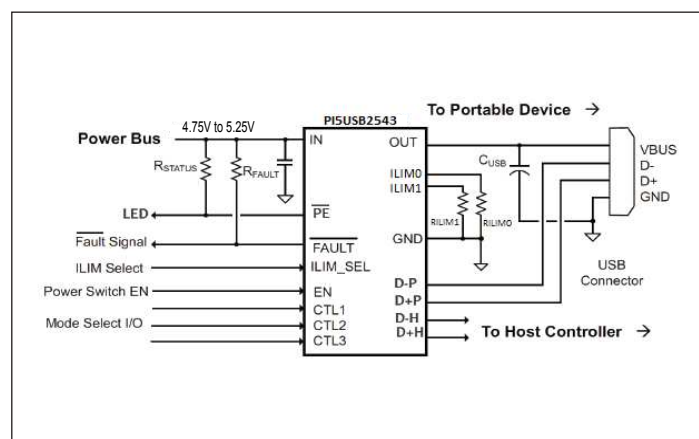 PI5USB2543
To Portable Device →
4.75V to 5.25V
Power Bus
IN
OUT
VBUS
D-
D+
GND
RSTATUS
RFAULT
CUSB
ILIM0
ILIM1
RILIM1
RILIM0
LED
PE
Fault Signal
FAULT
GND
ILIM Select
ILIM_SEL
USB
Connector
Power Switch EN
EN
D-P
D+P
CTL1
Mode Select I/O
CTL2
CTL3
D-H
D+H
To Host Controller →